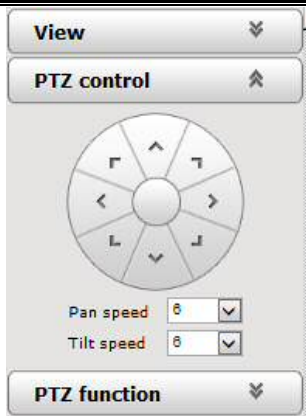 View
PTZ control
Pan speed 6
Tilt speed 6
PTZ function